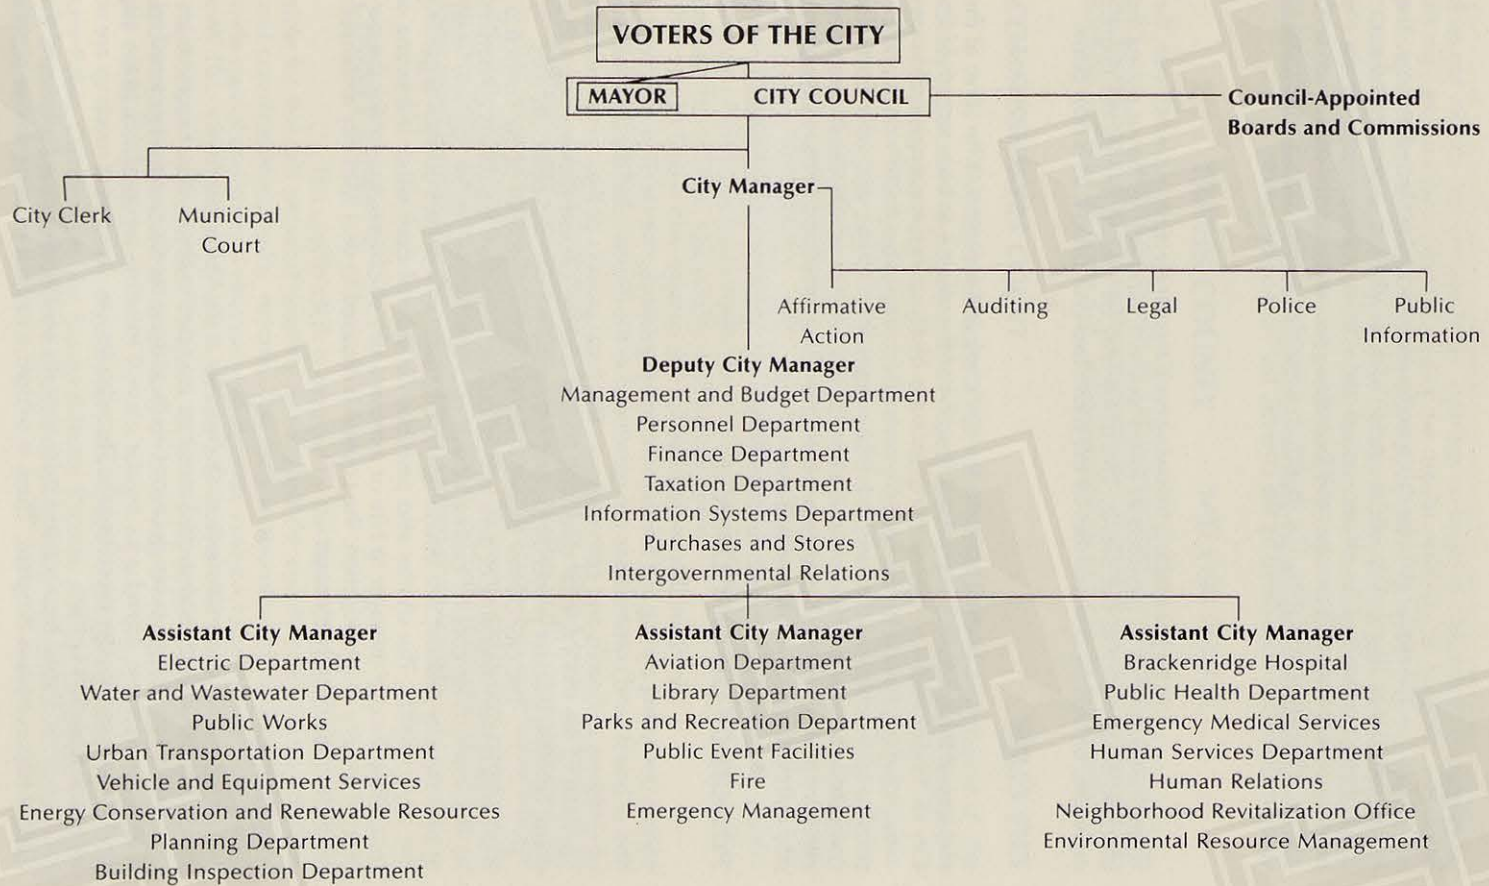 VOTERS OF THE CITY
MAYOR CITY COUNCIL
Council-Appointed
Boards and Commissions
City Manager
City Clerk
Municipal
Court
Affirmative
Action
Auditing
Legal
Police
Public
Information
Deputy City Manager
Management and Budget Department
Personnel Department
Finance Department
Taxation Department
Information Systems Department
Purchases and Stores
Intergovernmental Relations
Assistant City Manager
Electric Department
Water and Wastewater Department
Public Works
Urban Transportation Department
Vehicle and Equipment Services
Energy Conservation and Renewable Resources
Planning Department
Building Inspection Department
Assistant City Manager
Aviation Department
Library Department
Parks and Recreation Department
Public Event Facilities
Fire
Emergency Management
Assistant City Manager
Brackenridge Hospital
Public Health Department
Emergency Medical Services
Human Services Department
Human Relations
Neighborhood Revitalization Office
Environmental Resource Management